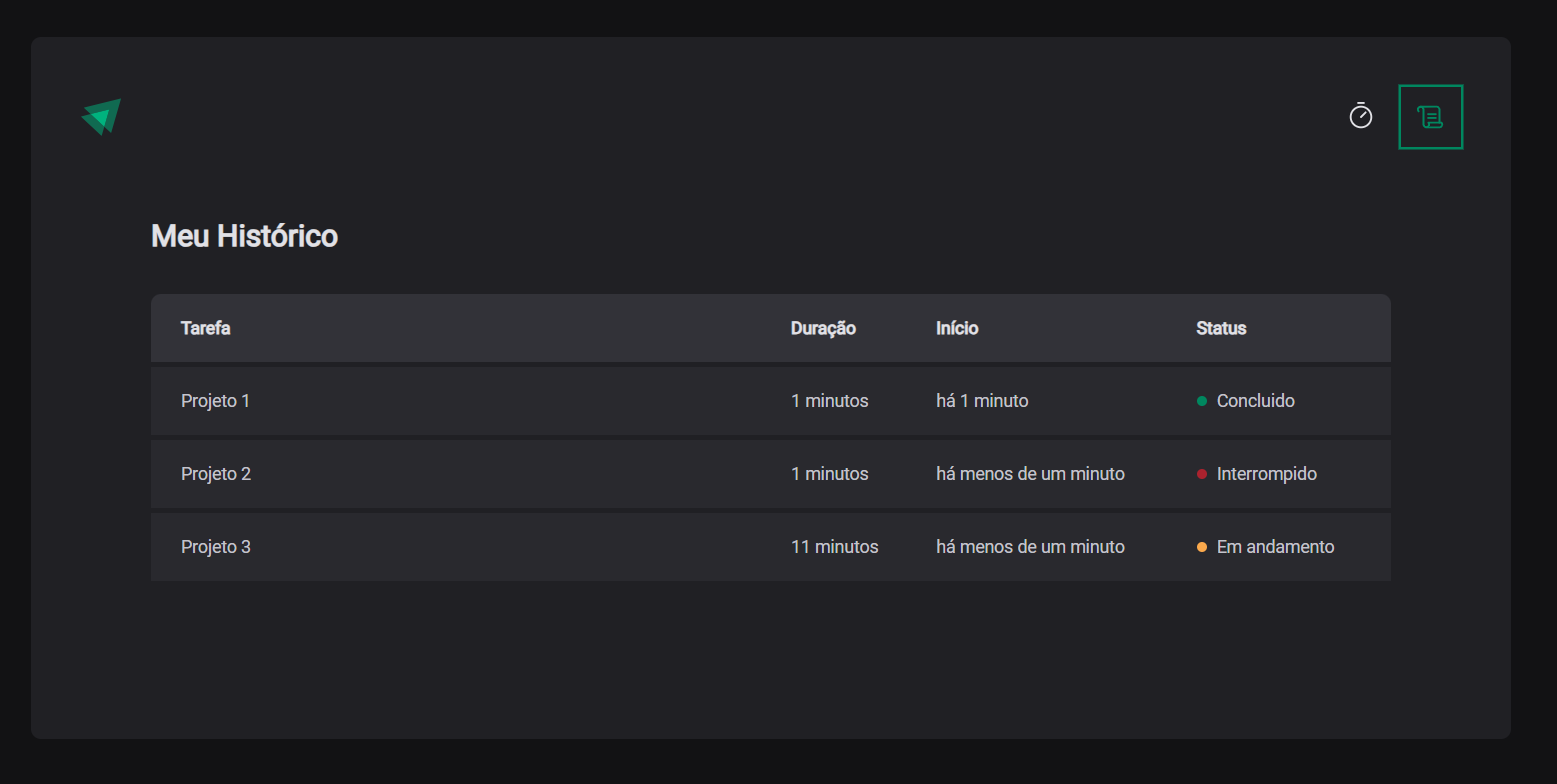 Meu Histórico
Tarefa Duração Início Status
Projeto 1 1 minutos há 1 minuto Concluido
Projeto 2 1 minutos há menos de um minuto Interrompido
Projeto 3 11 minutos há menos de um minuto Em andamento